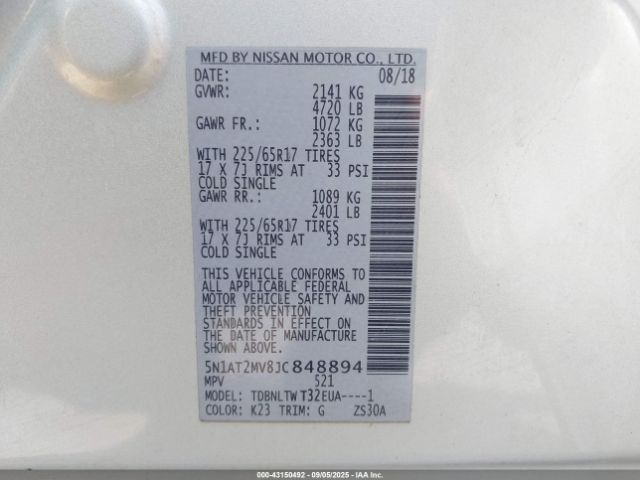 MFD BY NISSAN MOTOR CO., LTD.
DATE: 08/18
GVWR: 2141 KG
4720 LB
GAWR FR.: 1072 KG
2363 LB
WITH 225/65R17 TIRES
17 X 7J RIMS AT 33 PSI
COLD SINGLE
GAWR RR.: 1089 KG
2401 LB
WITH 225/65R17 TIRES
17 X 7J RIMS AT 33 PSI
COLD SINGLE
THIS VEHICLE CONFORMS TO
ALL APPLICABLE FEDERAL
MOTOR VEHICLE SAFETY AND
THEFT PREVENTION
STANDARDS IN EFFECT ON
THE DATE OF MANUFACTURE
SHOWN ABOVE.
5N1AT2MV8JC848894
MPV 521
MODEL: TDBNLTW T32EUA----1
COLOR: K23 TRIM: G ZS30A
000-43150492 - 09/05/2025 - IAA Inc.